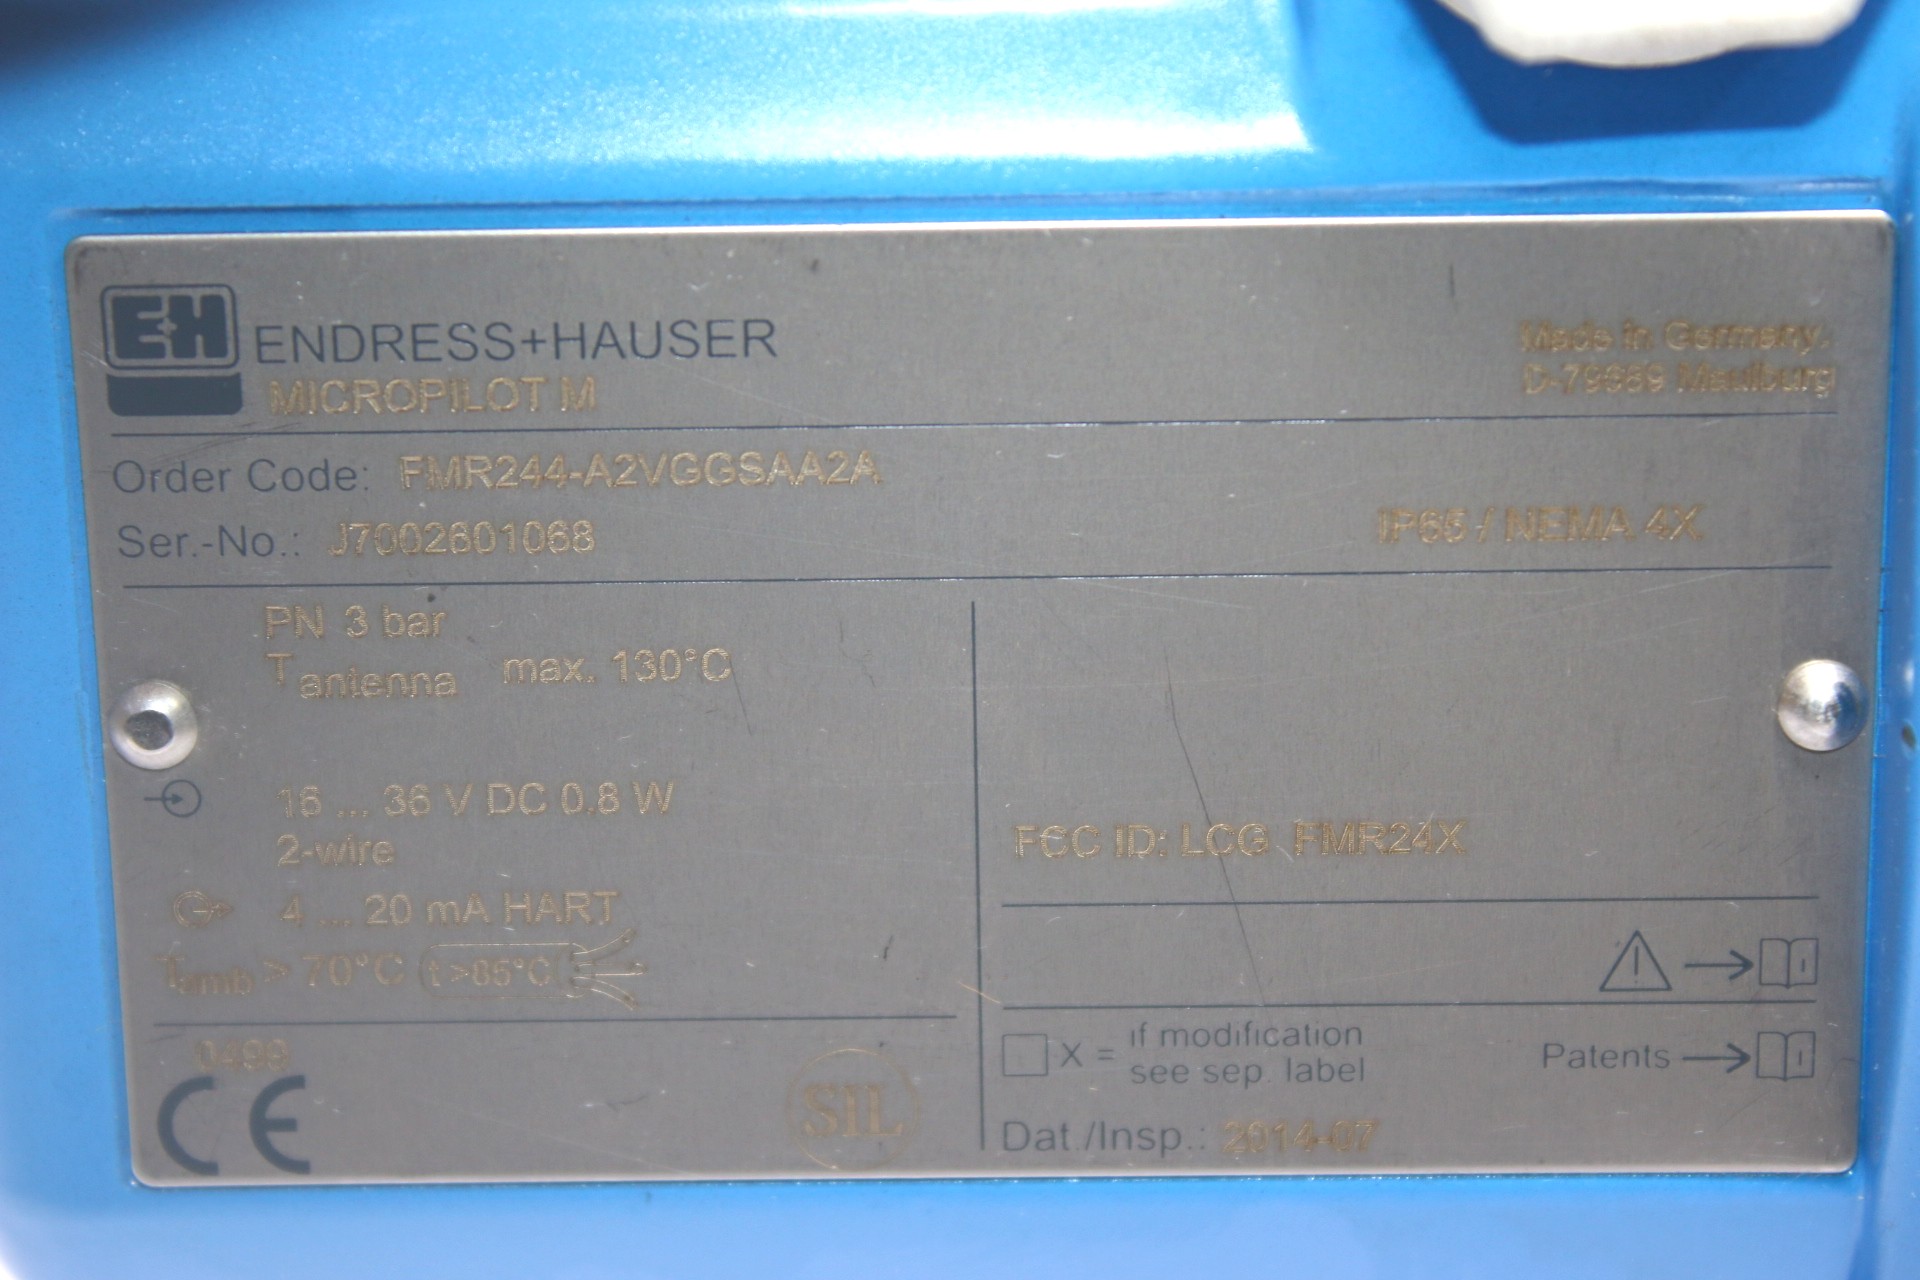 E+H
ENDRESS+HAUSER
MICROPILOT M
Made in Germany,
D-79689 Maulburg
Order Code: FMR244-A2VGGSAA2A
Ser.-No.: J7002601068
IP65 / NEMA 4X
PN 3 bar
T antenna max. 130°C
16 ... 36 V DC 0.8 W
2-wire
4 ... 20 mA HART
Tamb > 70°C t >85°C
FCC ID: LCG FMR24X
X = if modification
see sep. label
Patents
0499
CE
SIL
Dat./Insp.: 2014-07